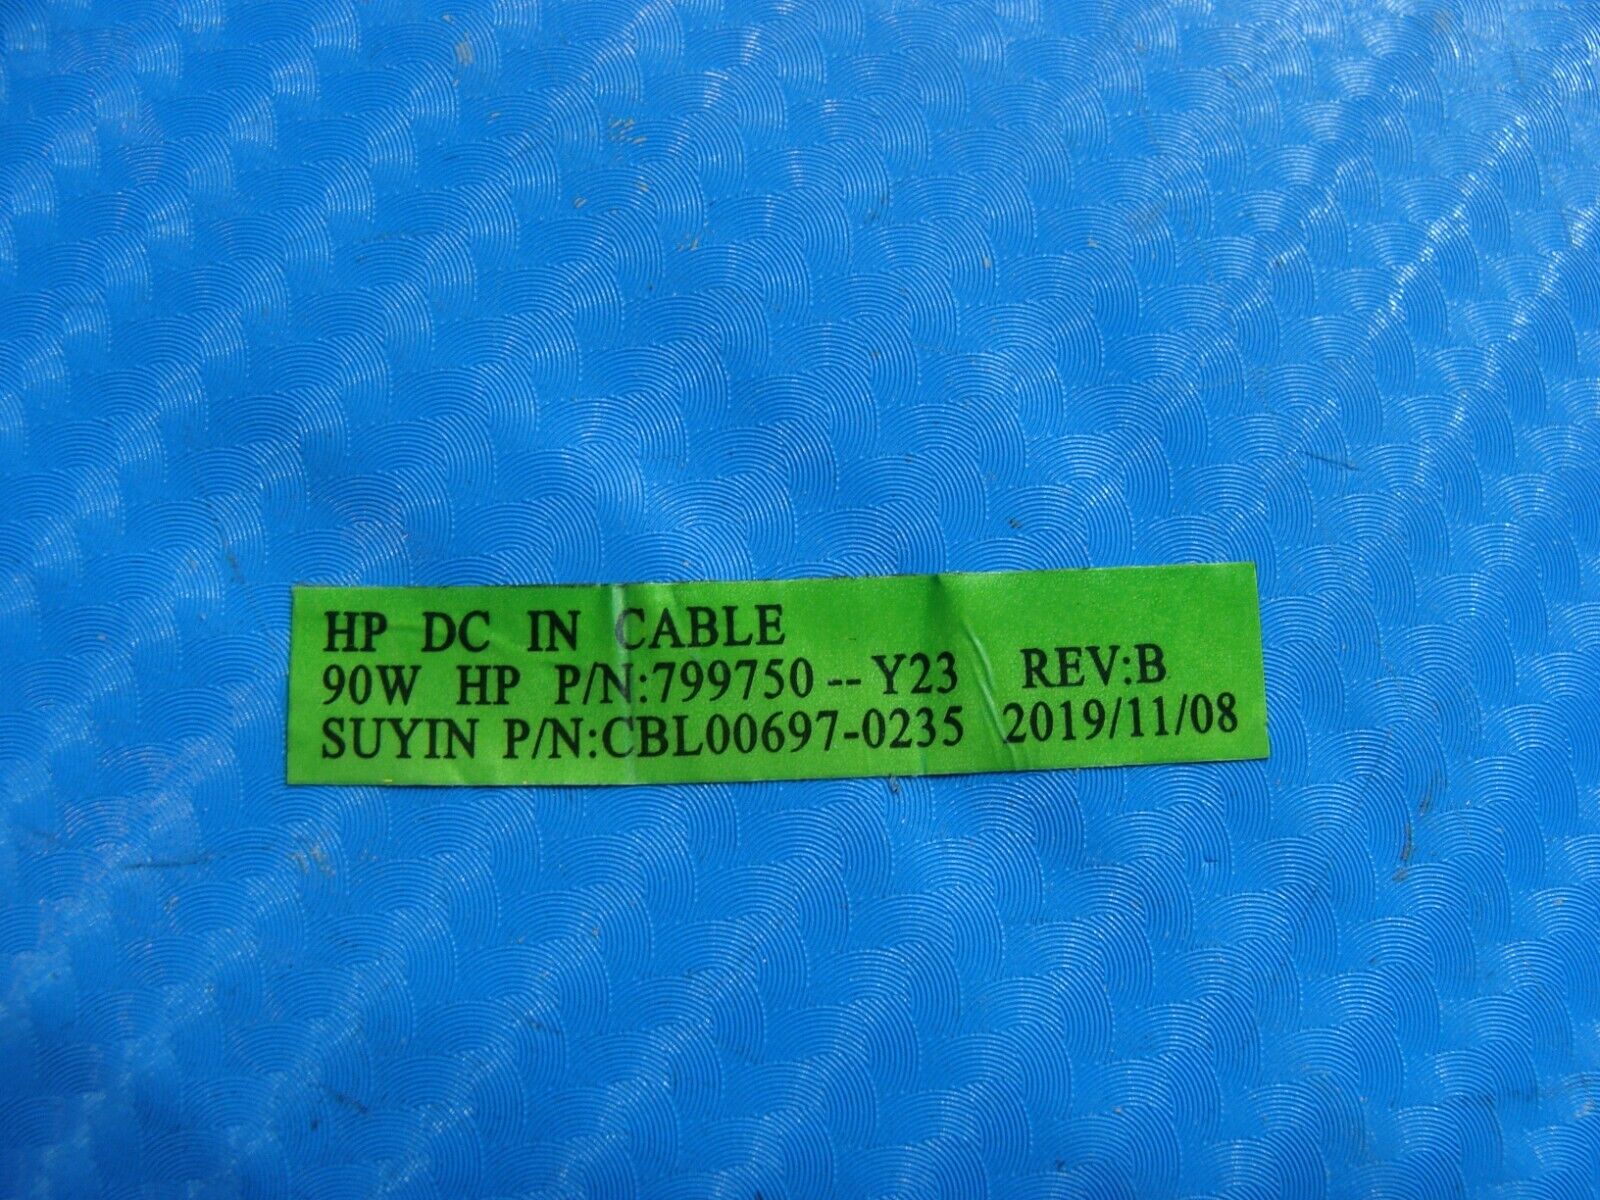 HP DC IN CABLE
90W HP P/N:799750--Y23 REV:B
SUYIN P/N:CBL00697-0235 2019/11/08